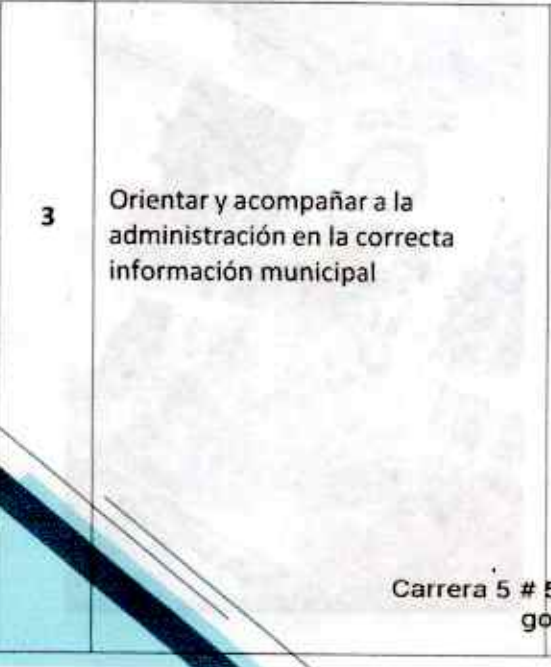 3
Orientar y acompañar a la
administración en la correcta
información municipal
Carrera 5 #
go